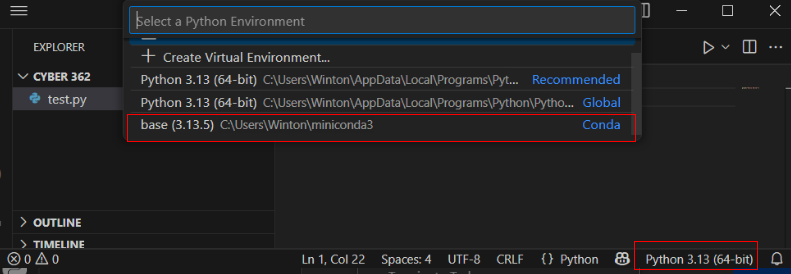 Select a Python Environment
EXPLORER
Create Virtual Environment...
CYBER 362
Python 3.13 (64-bit) C:\Users\Winton\AppData\Local\Programs\Pyt... Recommended
test.py
Python 3.13 (64-bit) C:\Users\Winton\AppData\Local\Programs\Python\Pytho... Global
base (3.13.5) C:\Users\Winton\miniconda3 Conda
OUTLINE
TIMELINE
0 0 Ln 1, Col 22 Spaces: 4 UTF-8 CRLF {} Python Python 3.13 (64-bit)